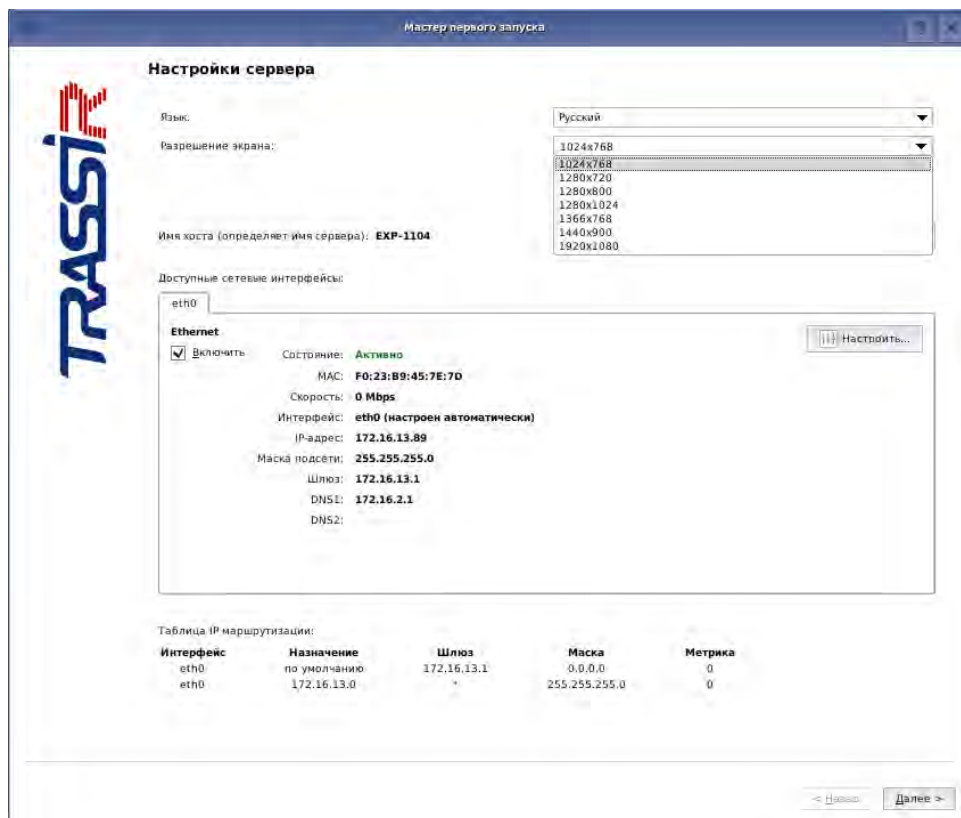 Мастер первого запуска
TRASSIR
Настройки сервера
Язык:
Русский
Разрешение экрана:
1024x768
1024x768
1280x720
1280x800
1280x1024
1366x768
1440x900
1920x1080
Имя хоста (определяет имя сервера): EXP-1104
Доступные сетевые интерфейсы:
eth0
Ethernet
Настроить...
Включить
Состояние: Активно
MAC: F0:23:B9:45:7E:7D
Скорость: 0 Mbps
Интерфейс: eth0 (настроен автоматически)
IP-адрес: 172.16.13.89
Маска подсети: 255.255.255.0
Шлюз: 172.16.13.1
DNS1: 172.16.2.1
DNS2:
Таблица IP маршрутизации:
Интерфейс Назначение Шлюз Маска Метрика
eth0 по умолчанию 172.16.13.1 0.0.0.0 0
eth0 172.16.13.0 * 255.255.255.0 0
< Назад
Далее >